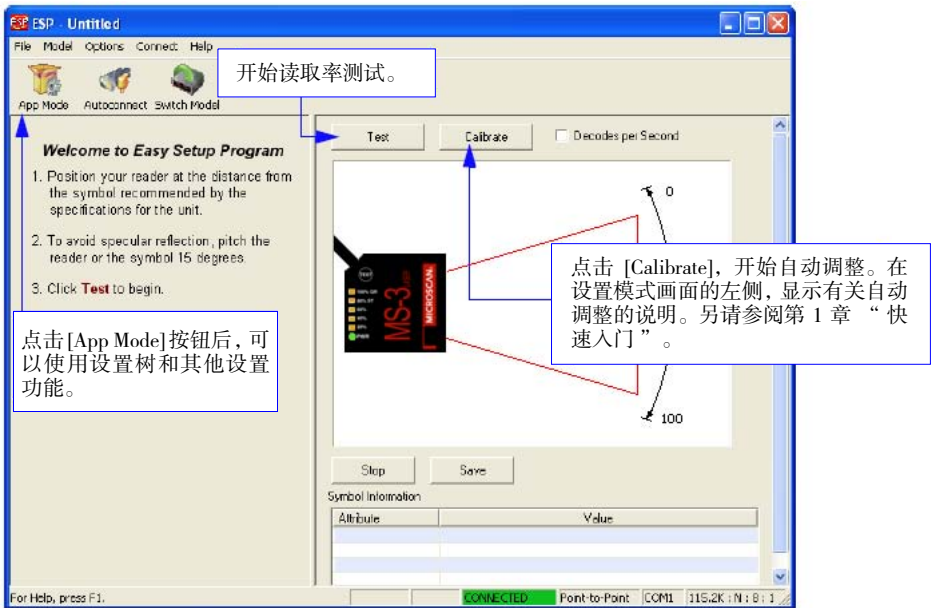 ESP - Untitled
File Model Options Connect Help
App Mode Autoconnect Switch Model
开始读取率测试。
Test Calibrate Decodes per Second
Welcome to Easy Setup Program
1. Position your reader at the distance from
the symbol recommended by the
specifications for the unit.
2. To avoid specular reflection, pitch the
reader or the symbol 15 degrees.
3. Click Test to begin.
点击[App Mode]按钮后，可
以使用设置树和其他设置
功能。
0
TEST
MS-3
MICROSCAN.
点击 [Calibrate]，开始自动调整。在
设置模式画面的左侧，显示有关自动
调整的说明。另请参阅第 1 章 “ 快
速入门 ” 。
100
Stop Save
Symbol Information
Attribute Value
For Help, press F1.
CONNECTED Point-to-Point COM1 115.2K : N : 8 : 1